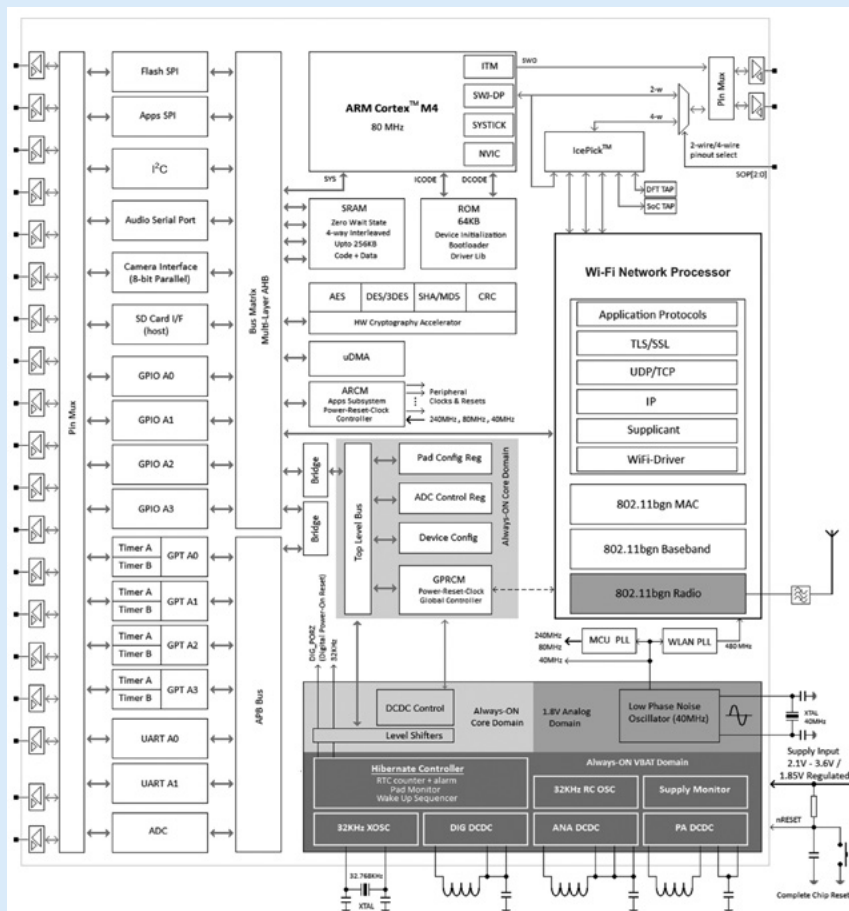 Pin Mux
Flash SPI
Apps SPI
I²C
Audio Serial Port
Camera Interface
(8-bit Parallel)
SD Card I/F
(host)
GPIO A0
GPIO A1
GPIO A2
GPIO A3
Timer A
Timer B
GPT A0
Timer A
Timer B
GPT A1
Timer A
Timer B
GPT A2
Timer A
Timer B
GPT A3
UART A0
UART A1
ADC
Bus Matrix
Multi-Layer AHB
APB Bus
ARM Cortex™ M4
80 MHz
ITM
SWJ-DP
SYSTICK
NVIC
SWO
2-w
4-w
Pin Mux
2-wire/4-wire
pinout select
SOP[2:0]
IcePick™
DFT TAP
SoC TAP
SYS
ICODE
DCODE
SRAM
Zero Wait State
4-way Interleaved
Upto 256KB
Code + Data
ROM
64KB
Device Initialization
Bootloader
Driver Lib
AES
DES/3DES
SHA/MD5
CRC
HW Cryptography Accelerator
uDMA
ARCM
Apps Subsystem
Power-Reset-Clock
Controller
Peripheral
Clocks & Resets
240MHz, 80MHz, 40MHz
Wi-Fi Network Processor
Application Protocols
TLS/SSL
UDP/TCP
IP
Supplicant
WiFi-Driver
802.11bgn MAC
802.11bgn Baseband
802.11bgn Radio
Bridge
Bridge
Top Level Bus
Pad Config Reg
ADC Control Reg
Device Config
GPRCM
Power-Reset-Clock
Global Controller
Always-ON Core Domain
DIG_PORZ
(Digital Power-On Reset)
32KHz
240MHz
80MHz
40MHz
MCU PLL
WLAN PLL
480 MHz
DCDC Control
Level Shifters
Always-ON
Core Domain
1.8V Analog
Domain
Low Phase Noise
Oscillator (40MHz)
XTAL
40MHz
Hibernate Controller
RTC counter + alarm
Pad Monitor
Wake Up Sequencer
Always-ON VBAT Domain
32KHz RC OSC
Supply Monitor
32KHz XOSC
DIG DCDC
ANA DCDC
PA DCDC
Supply Input
2.1V - 3.6V /
1.85V Regulated
nRESET
32.768KHz
XTAL
Complete Chip Reset